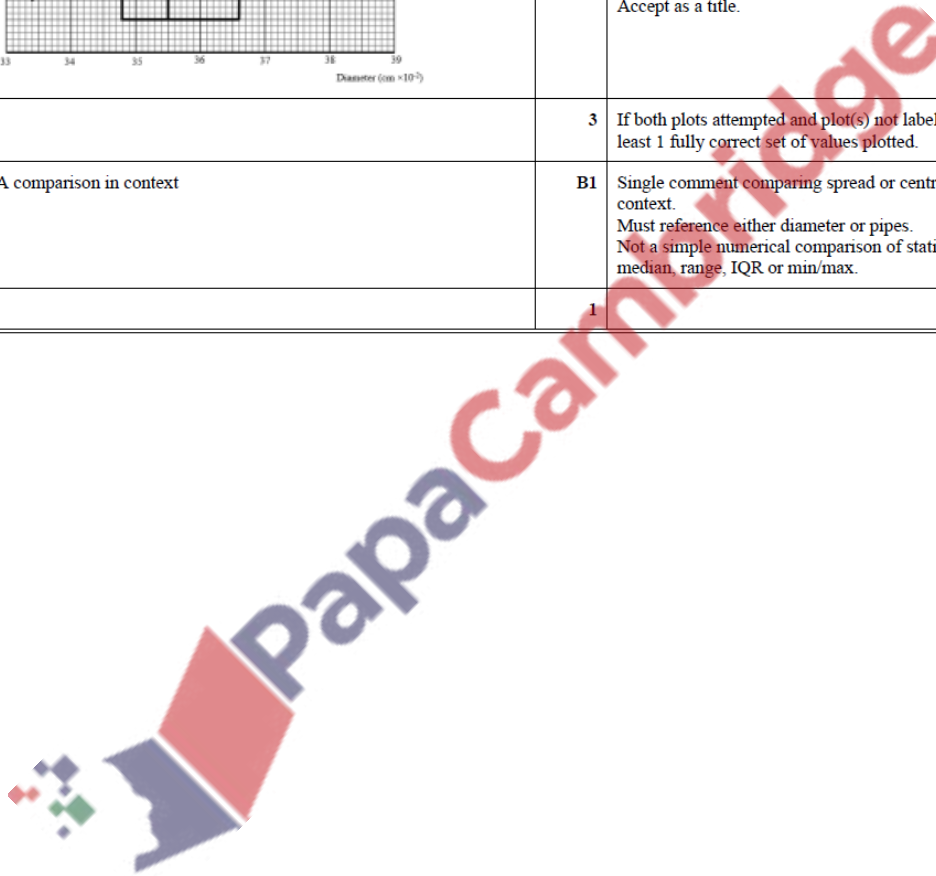 Accept as a title.
33 34 35 36 37 38 39
Diameter (cm ×10⁻²)
3 If both plots attempted and plot(s) not label
least 1 fully correct set of values plotted.
A comparison in context B1 Single comment comparing spread or centr
context.
Must reference either diameter or pipes.
Not a simple numerical comparison of stati
median, range, IQR or min/max.
1
PapaCambridge